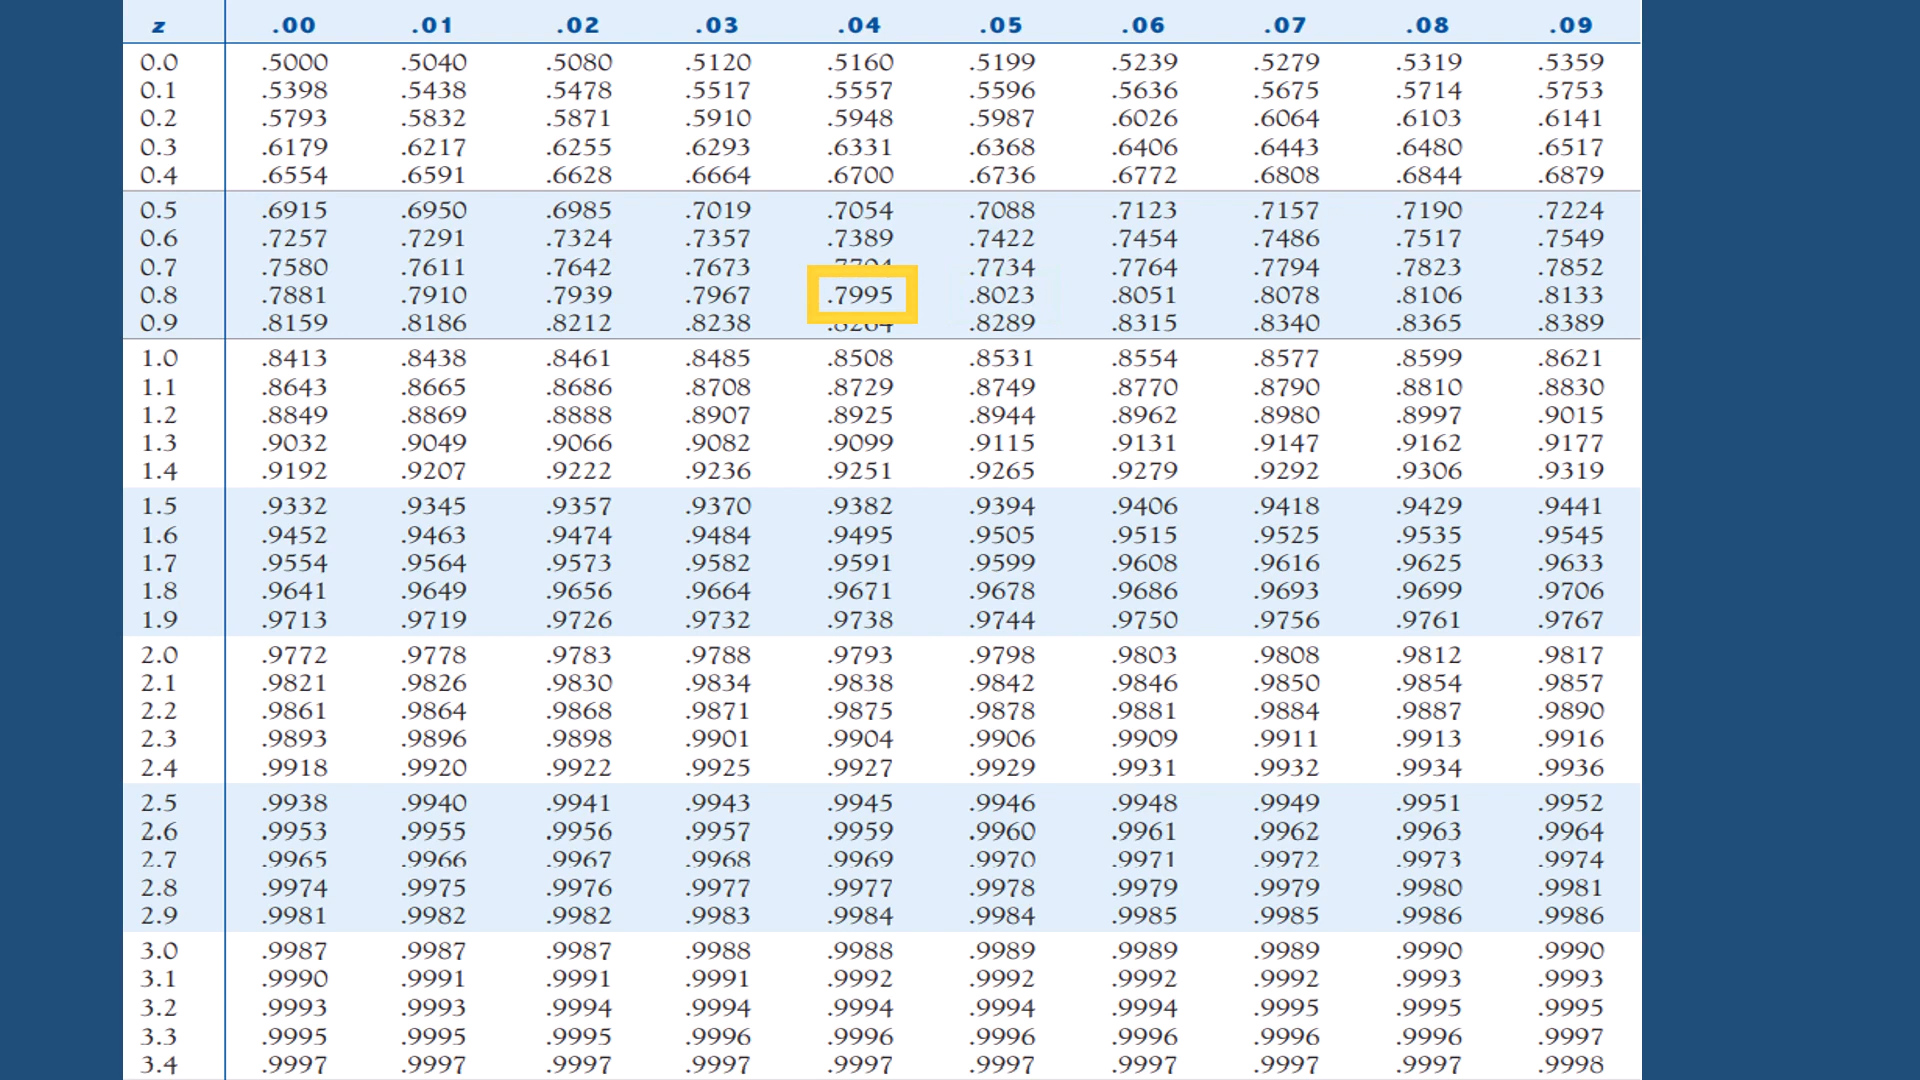 z .00 .01 .02 .03 .04 .05 .06 .07 .08 .09
0.0 .5000 .5040 .5080 .5120 .5160 .5199 .5239 .5279 .5319 .5359
0.1 .5398 .5438 .5478 .5517 .5557 .5596 .5636 .5675 .5714 .5753
0.2 .5793 .5832 .5871 .5910 .5948 .5987 .6026 .6064 .6103 .6141
0.3 .6179 .6217 .6255 .6293 .6331 .6368 .6406 .6443 .6480 .6517
0.4 .6554 .6591 .6628 .6664 .6700 .6736 .6772 .6808 .6844 .6879
0.5 .6915 .6950 .6985 .7019 .7054 .7088 .7123 .7157 .7190 .7224
0.6 .7257 .7291 .7324 .7357 .7389 .7422 .7454 .7486 .7517 .7549
0.7 .7580 .7611 .7642 .7673 .7734 .7764 .7794 .7823 .7852
0.8 .7881 .7910 .7939 .7967 .7995 .8023 .8051 .8078 .8106 .8133
0.9 .8159 .8186 .8212 .8238 .8289 .8315 .8340 .8365 .8389
1.0 .8413 .8438 .8461 .8485 .8508 .8531 .8554 .8577 .8599 .8621
1.1 .8643 .8665 .8686 .8708 .8729 .8749 .8770 .8790 .8810 .8830
1.2 .8849 .8869 .8888 .8907 .8925 .8944 .8962 .8980 .8997 .9015
1.3 .9032 .9049 .9066 .9082 .9099 .9115 .9131 .9147 .9162 .9177
1.4 .9192 .9207 .9222 .9236 .9251 .9265 .9279 .9292 .9306 .9319
1.5 .9332 .9345 .9357 .9370 .9382 .9394 .9406 .9418 .9429 .9441
1.6 .9452 .9463 .9474 .9484 .9495 .9505 .9515 .9525 .9535 .9545
1.7 .9554 .9564 .9573 .9582 .9591 .9599 .9608 .9616 .9625 .9633
1.8 .9641 .9649 .9656 .9664 .9671 .9678 .9686 .9693 .9699 .9706
1.9 .9713 .9719 .9726 .9732 .9738 .9744 .9750 .9756 .9761 .9767
2.0 .9772 .9778 .9783 .9788 .9793 .9798 .9803 .9808 .9812 .9817
2.1 .9821 .9826 .9830 .9834 .9838 .9842 .9846 .9850 .9854 .9857
2.2 .9861 .9864 .9868 .9871 .9875 .9878 .9881 .9884 .9887 .9890
2.3 .9893 .9896 .9898 .9901 .9904 .9906 .9909 .9911 .9913 .9916
2.4 .9918 .9920 .9922 .9925 .9927 .9929 .9931 .9932 .9934 .9936
2.5 .9938 .9940 .9941 .9943 .9945 .9946 .9948 .9949 .9951 .9952
2.6 .9953 .9955 .9956 .9957 .9959 .9960 .9961 .9962 .9963 .9964
2.7 .9965 .9966 .9967 .9968 .9969 .9970 .9971 .9972 .9973 .9974
2.8 .9974 .9975 .9976 .9977 .9977 .9978 .9979 .9979 .9980 .9981
2.9 .9981 .9982 .9982 .9983 .9984 .9984 .9985 .9985 .9986 .9986
3.0 .9987 .9987 .9987 .9988 .9988 .9989 .9989 .9989 .9990 .9990
3.1 .9990 .9991 .9991 .9991 .9992 .9992 .9992 .9992 .9993 .9993
3.2 .9993 .9993 .9994 .9994 .9994 .9994 .9994 .9995 .9995 .9995
3.3 .9995 .9995 .9995 .9996 .9996 .9996 .9996 .9996 .9996 .9997
3.4 .9997 .9997 .9997 .9997 .9997 .9997 .9997 .9997 .9997 .9998